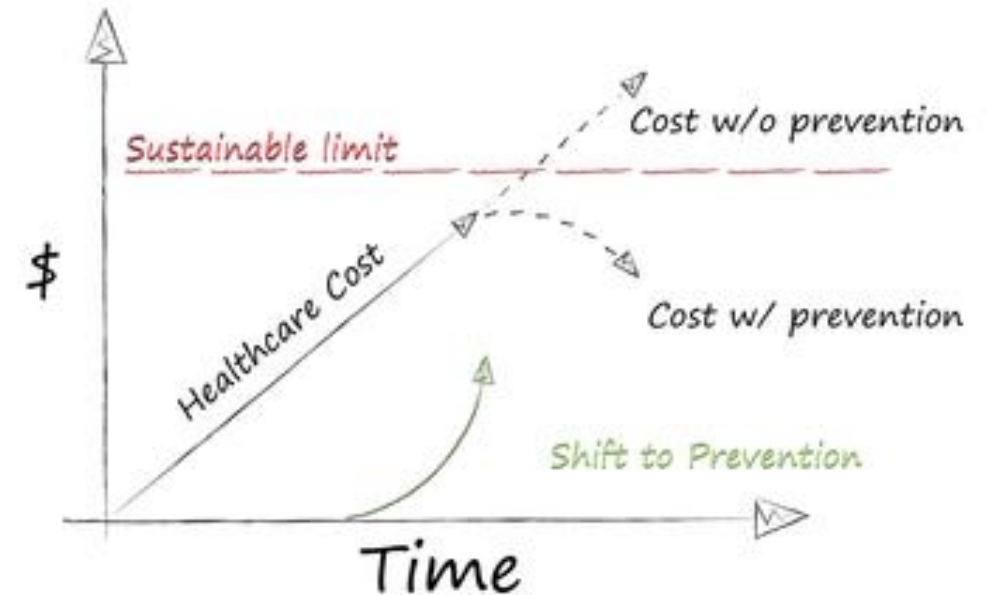 Cost w/o prevention
Sustainable limit
$
Healthcare Cost
Cost w/ prevention
Shift to Prevention
Time